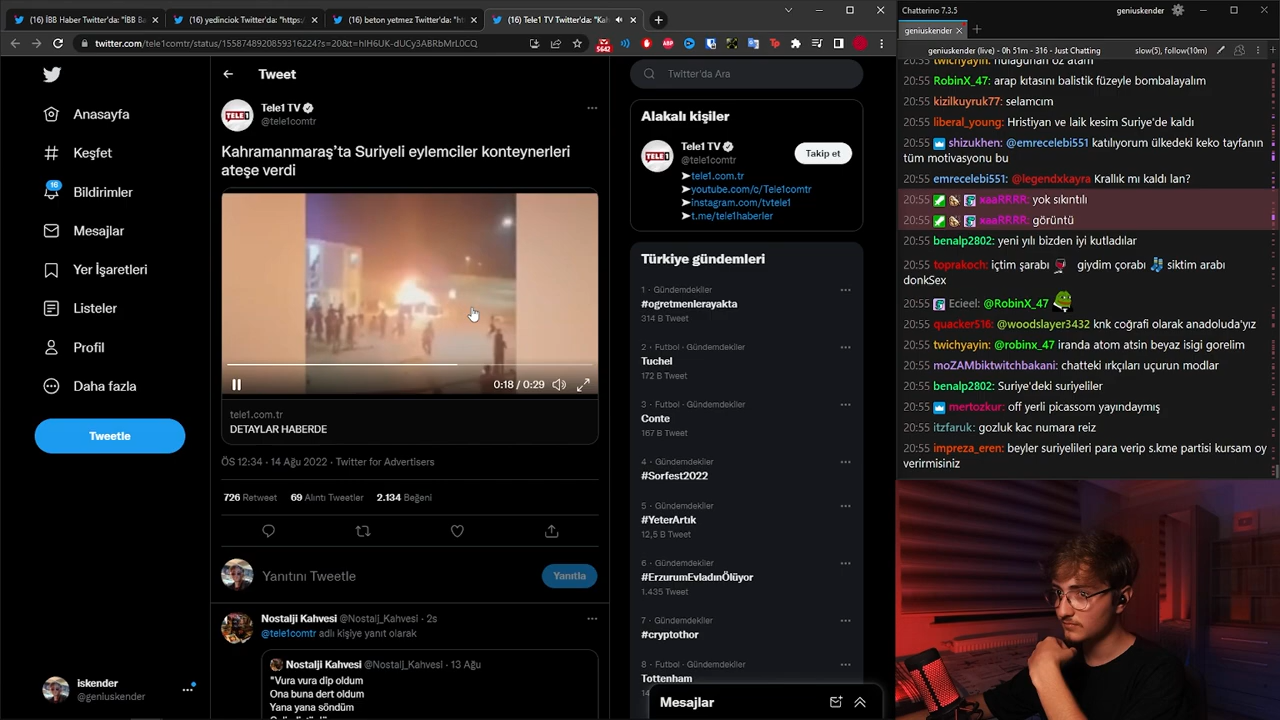 (16) İBB Haber Twitter'da: "İBB Ba
(16) yedincilok Twitter'da: "https:
(16) beton yetmez Twitter'da: "ht
(16) Tele1 TV Twitter'da: "Kah
Chatterino 7.3.5
geniuskender
geniuskender
twitter.com/tele1comtr/status/1558748920859316224?s=20&t=hlH6UK-dUCy3ABRbMrL0CQ
5642
geniuskender (live) - 0h 51m - 316 - Just Chatting
slow(5), follow(10m)
Tweet
Twitter'da Ara
Anasayfa
Keşfet
16
Bildirimler
Mesajlar
Yer İşaretleri
Listeler
Profil
Daha fazla
Tweetle
iskender
@geniuskender
Tele1 TV
@tele1comtr
Kahramanmaraş'ta Suriyeli eylemciler konteynerleri
ateşe verdi
0:18 / 0:29
tele1.com.tr
DETAYLAR HABERDE
ÖS 12:34 · 14 Ağu 2022 · Twitter for Advertisers
726 Retweet 69 Alıntı Tweetler 2.134 Beğeni
Yanıtını Tweetle
Yanıtla
Nostalji Kahvesi @Nostalj_Kahvesi · 2s
@tele1comtr adlı kişiye yanıt olarak
Nostalji Kahvesi @Nostalj_Kahvesi · 13 Ağu
"Vura vura dİp oldum
Ona buna dert oldum
Yana yana söndüm
Alakalı kişiler
Tele1 TV
@tele1comtr
Takip et
➤tele1.com.tr
➤youtube.com/c/Tele1comtr
➤instagram.com/tvtele1
➤t.me/tele1haberler
Türkiye gündemleri
1 · Gündemdekiler
#ogretmenlerayakta
314 B Tweet
2 · Futbol · Gündemdekiler
Tuchel
172 B Tweet
3 · Futbol · Gündemdekiler
Conte
167 B Tweet
4 · Gündemdekiler
#Sorfest2022
5 · Gündemdekiler
#YeterArtık
12,5 B Tweet
6 · Gündemdekiler
#ErzurumEvladınÖlüyor
1.435 Tweet
7 · Gündemdekiler
#cryptothor
8 · Futbol · Gündemdekiler
Tottenham
Mesajlar
twichyayin: hulagunun öz atam
20:55 RobinX_47: arap kıtasını balistik füzeyle bombalayalım
20:55 kizilkuyruk77: selamcım
20:55 liberal_young: Hristiyan ve laik kesim Suriye'de kaldı
20:55 shizukhen: @emrecelebi551 katılıyorum ülkedeki keko tayfanın
tüm motivasyonu bu
20:55 emrecelebi551: @legendxkayra Krallık mı kaldı lan?
20:55 xaaRRRR: yok sıkıntılı
20:55 xaaRRRR: görüntü
20:55 benalp2802: yeni yılı bizden iyi kutladılar
20:55 toprakoch: içtim şarabı giydim çorabı siktim arabı
donkSex
20:55 Ecieel: @RobinX_47
20:55 quacker516: @woodslayer3432 knk coğrafi olarak anadoluda'yız
20:55 twichyayin: @robinx_47 iranda atom atsin beyaz isigi gorelim
20:55 moZAMbiktwitchbakani: chatteki ırkçıları uçurun modlar
20:55 benalp2802: Suriye'deki suriyeliler
20:55 mertozkur: off yerli picassom yayındaymış
20:55 itzfaruk: gozluk kac numara reiz
20:55 impreza_eren: beyler suriyelileri para verip s.kme partisi kursam oy
verirmisiniz